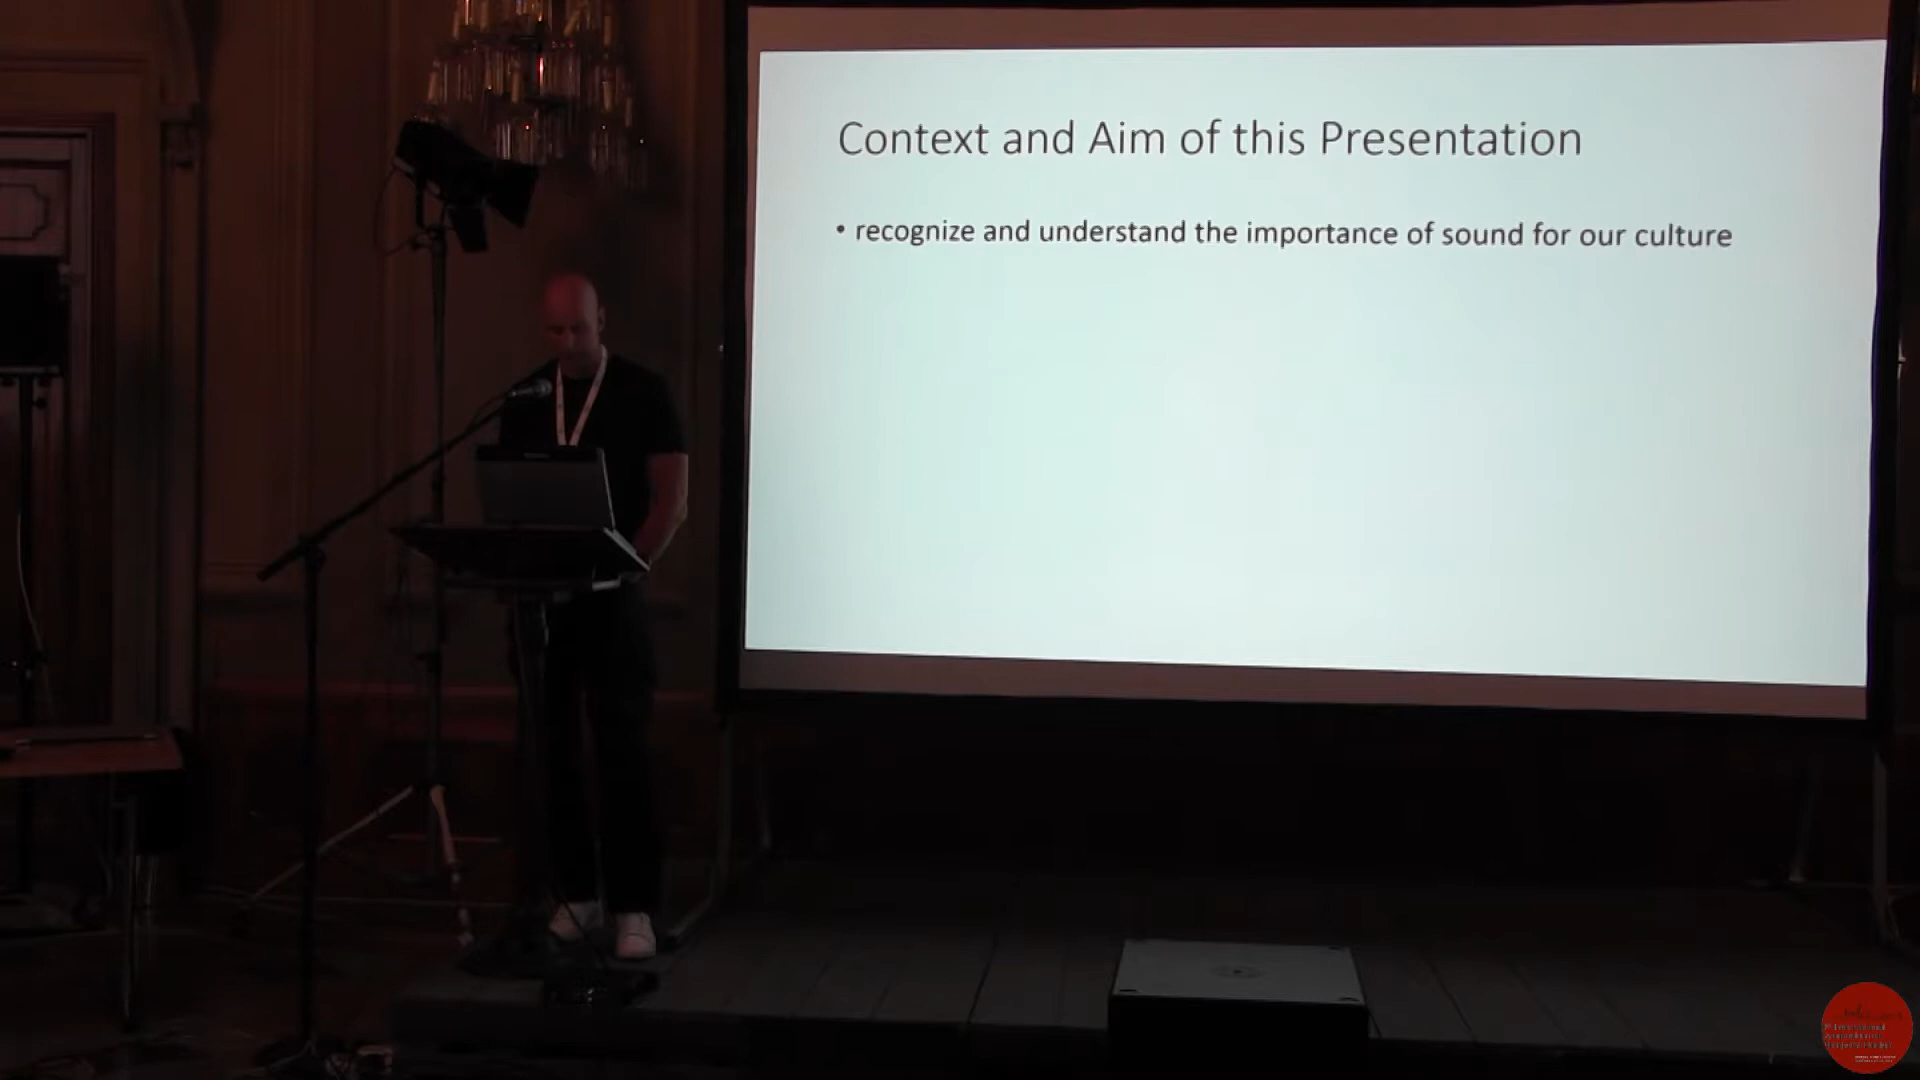 Context and Aim of this Presentation
• recognize and understand the importance of sound for our culture